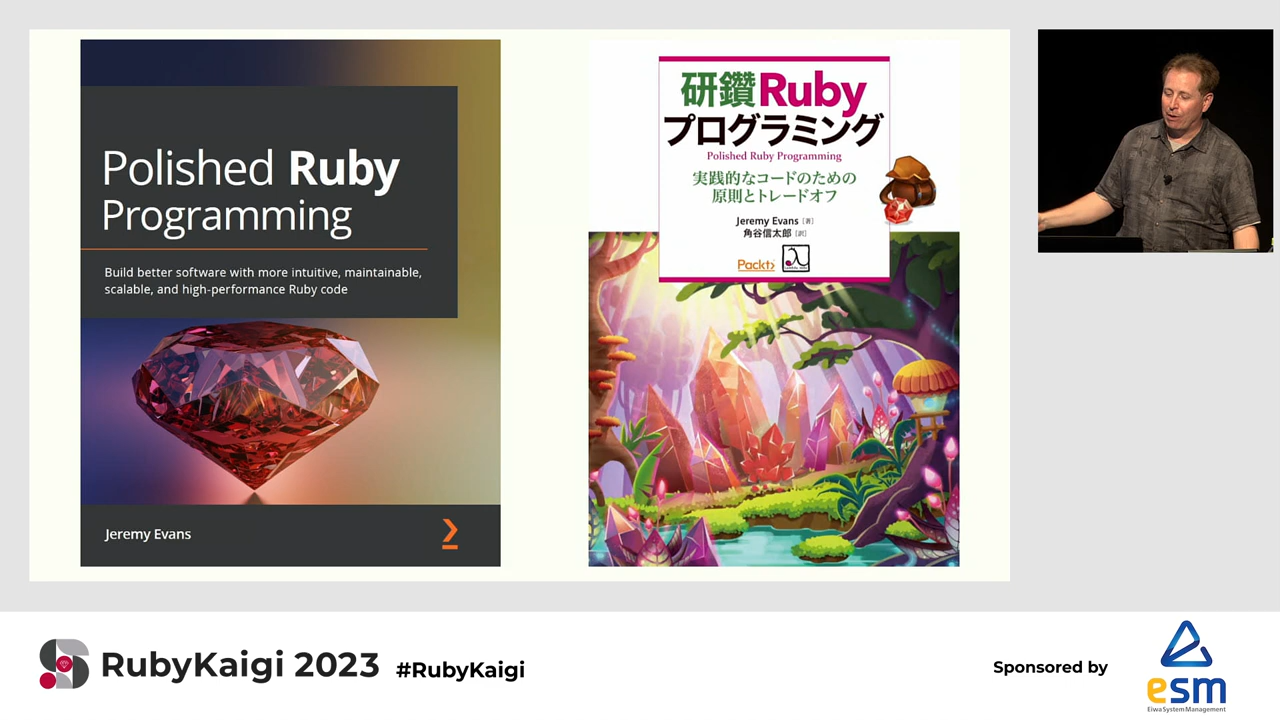 Polished Ruby
Programming
Build better software with more intuitive, maintainable,
scalable, and high-performance Ruby code
Jeremy Evans
研鑽Ruby
プログラミング
Polished Ruby Programming
実践的なコードのための
原則とトレードオフ
Jeremy Evans [著]
角谷信太郎 [訳]
Packt
RubyKaigi 2023 #RubyKaigi
Sponsored by
esm
EiwaSystemManagement